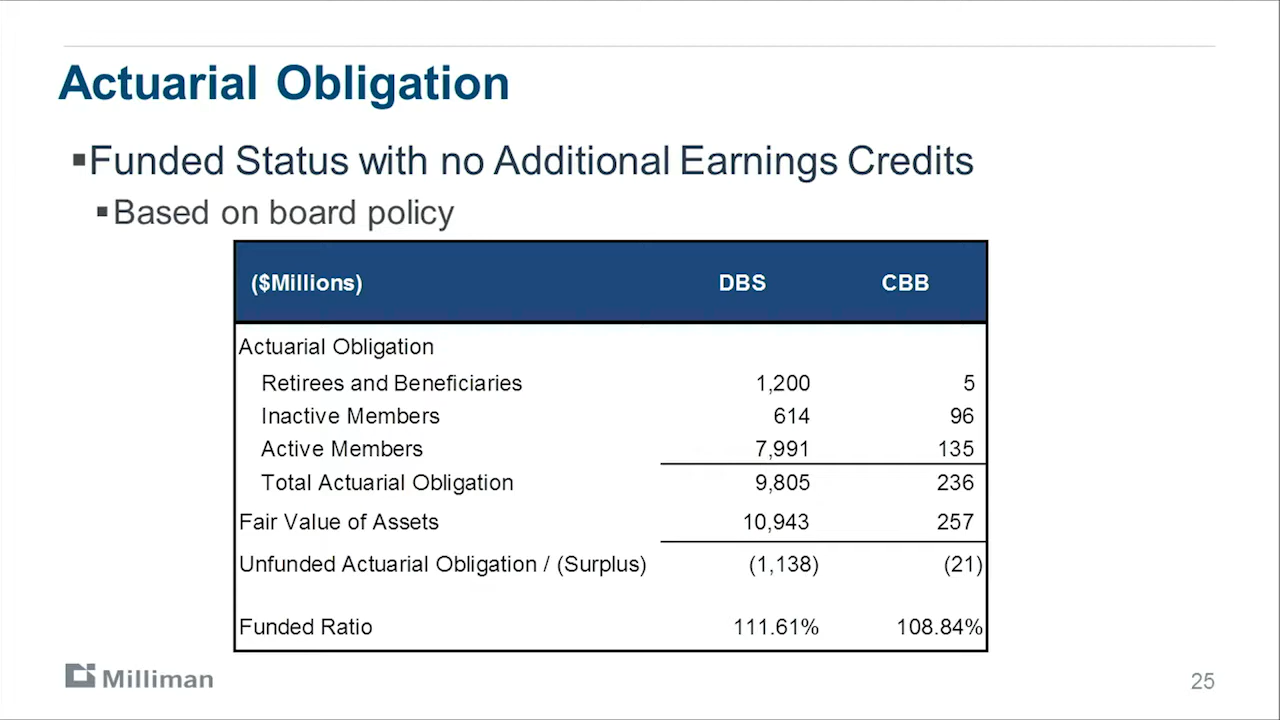 Actuarial Obligation
▪Funded Status with no Additional Earnings Credits
▪Based on board policy
($Millions) DBS CBB
Actuarial Obligation
Retirees and Beneficiaries 1,200 5
Inactive Members 614 96
Active Members 7,991 135
Total Actuarial Obligation 9,805 236
Fair Value of Assets 10,943 257
Unfunded Actuarial Obligation / (Surplus) (1,138) (21)
Funded Ratio 111.61% 108.84%
Milliman
25